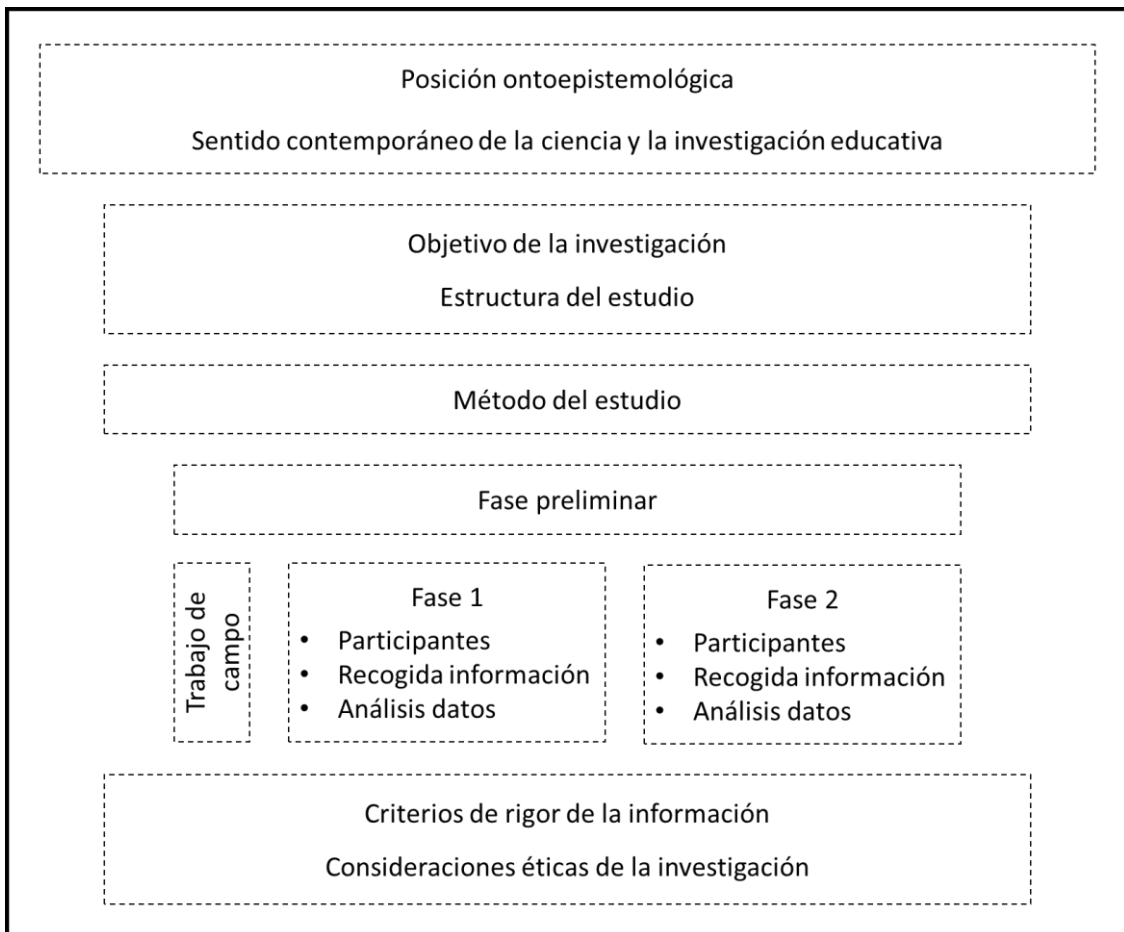 Posición ontoepistemológica
Sentido contemporáneo de la ciencia y la investigación educativa
Objetivo de la investigación
Estructura del estudio
Método del estudio
Fase preliminar
Trabajo de
campo
Fase 1
• Participantes
• Recogida información
• Análisis datos
Fase 2
• Participantes
• Recogida información
• Análisis datos
Criterios de rigor de la información
Consideraciones éticas de la investigación